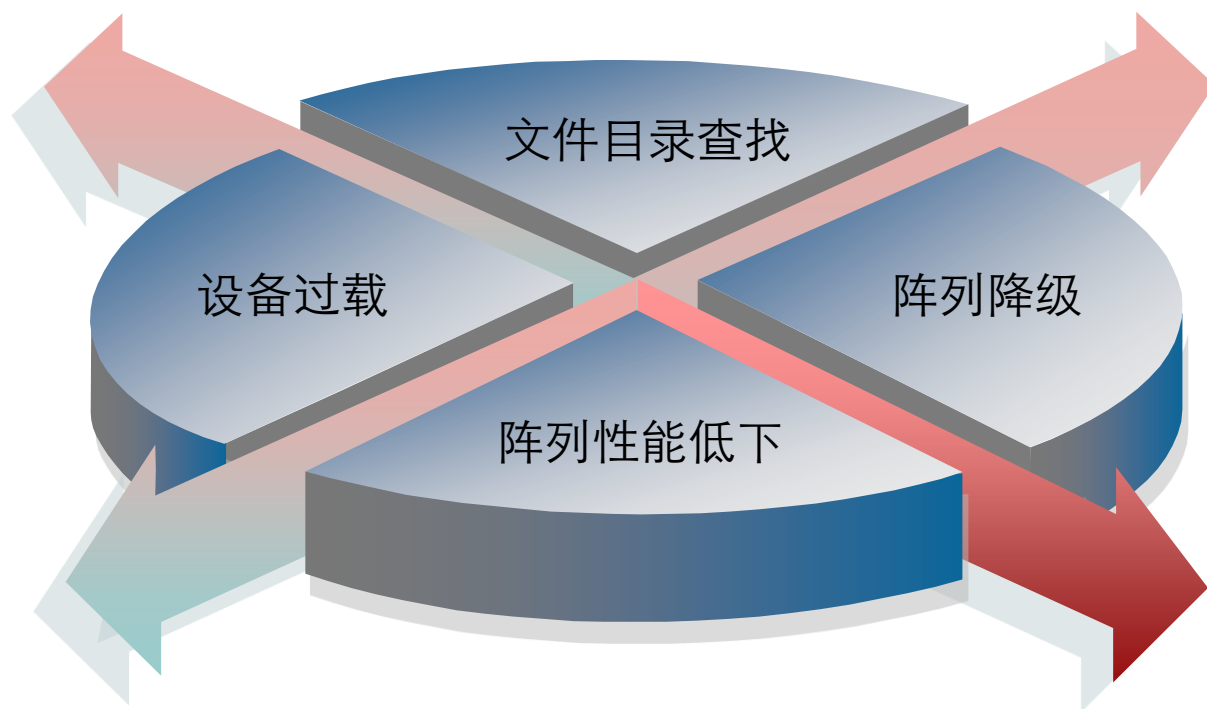 文件目录查找
设备过载
阵列降级
阵列性能低下